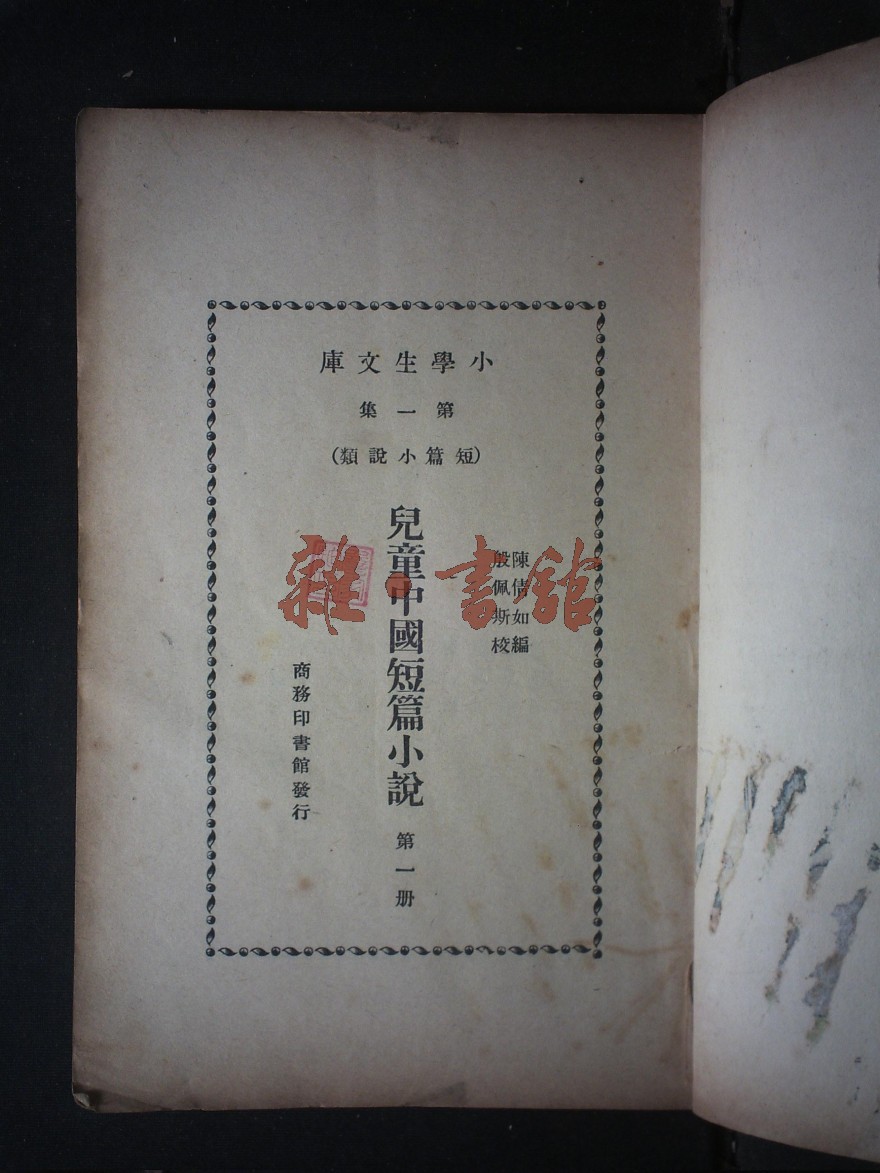 小學生文庫
第一集
(短篇小說類)
陳倩如編
殷佩斯校
兒童中國短篇小說 第一册
商務印書館發行
雜·書館